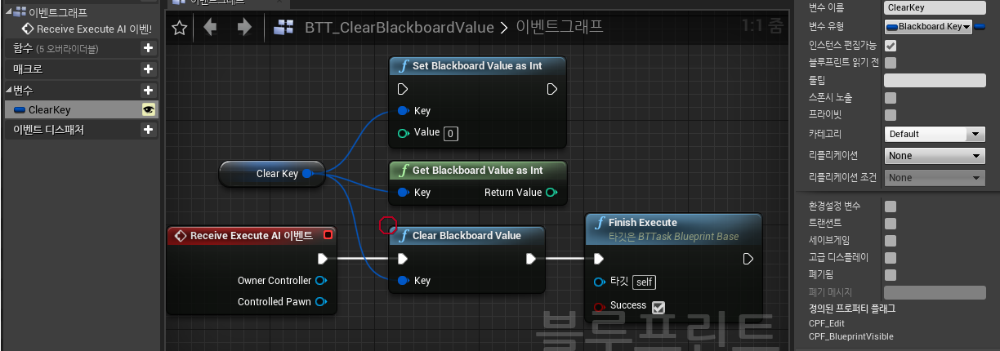 이벤트그래프
Receive Execute AI 이벤
함수 (5 오버라이더블)
매크로
변수
ClearKey
이벤트 디스패처
이벤트그래프
BTT_ClearBlackboardValue > 이벤트그래프
1:1 줌
Set Blackboard Value as Int
Key
Value 0
Clear Key
Get Blackboard Value as Int
Key
Return Value
Receive Execute AI 이벤트
Owner Controller
Controlled Pawn
Clear Blackboard Value
Key
Finish Execute
타깃은 BTTask Blueprint Base
타깃 self
Success
블루프린트
변수 이름 ClearKey
변수 유형 Blackboard Key
인스턴스 편집가능
블루프린트 읽기 전
툴팁
스폰시 노출
프라이빗
카테고리 Default
리플리케이션 None
리플리케이션 조건 None
환경설정 변수
트랜션트
세이브게임
고급 디스플레이
폐기됨
폐기 메시지
정의된 프로퍼티 플래그
CPF_Edit
CPF_BlueprintVisible